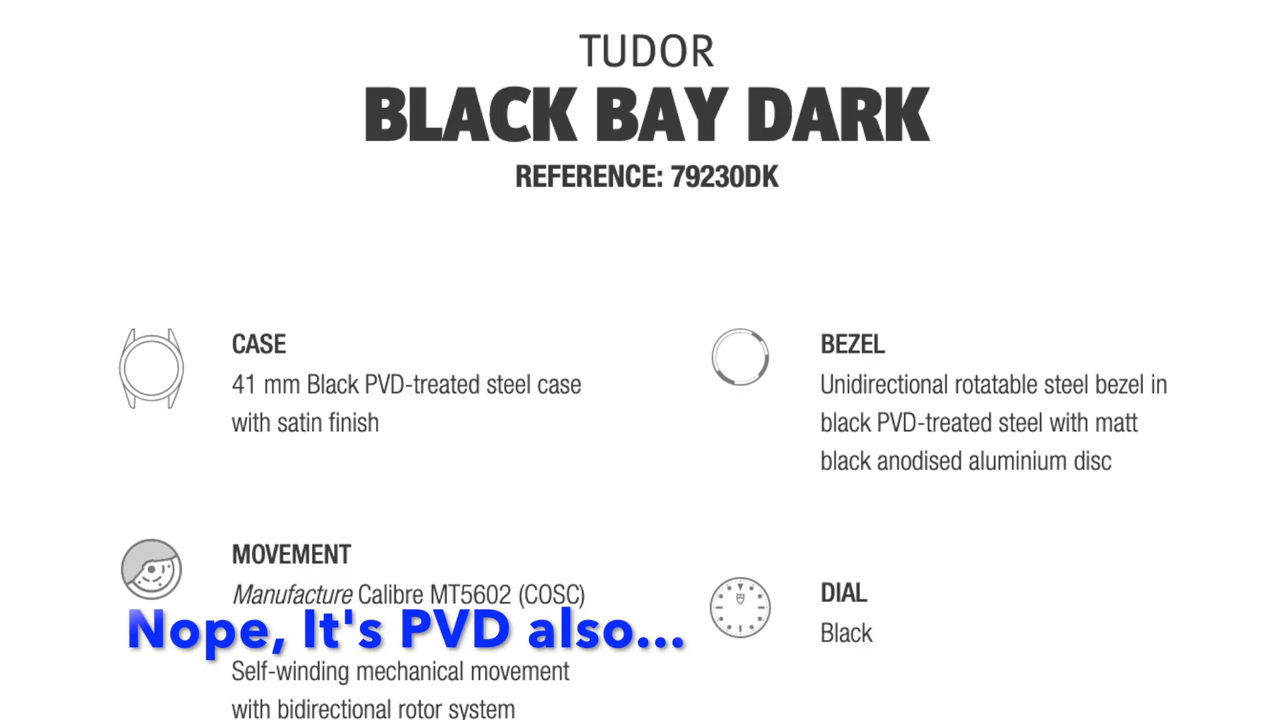 TUDOR
BLACK BAY DARK
REFERENCE: 79230DK
CASE
41 mm Black PVD-treated steel case
with satin finish
BEZEL
Unidirectional rotatable steel bezel in
black PVD-treated steel with matt
black anodised aluminium disc
MOVEMENT
Manufacture Calibre MT5602 (COSC)
Nope, It's PVD also...
Self-winding mechanical movement
with bidirectional rotor system
DIAL
Black